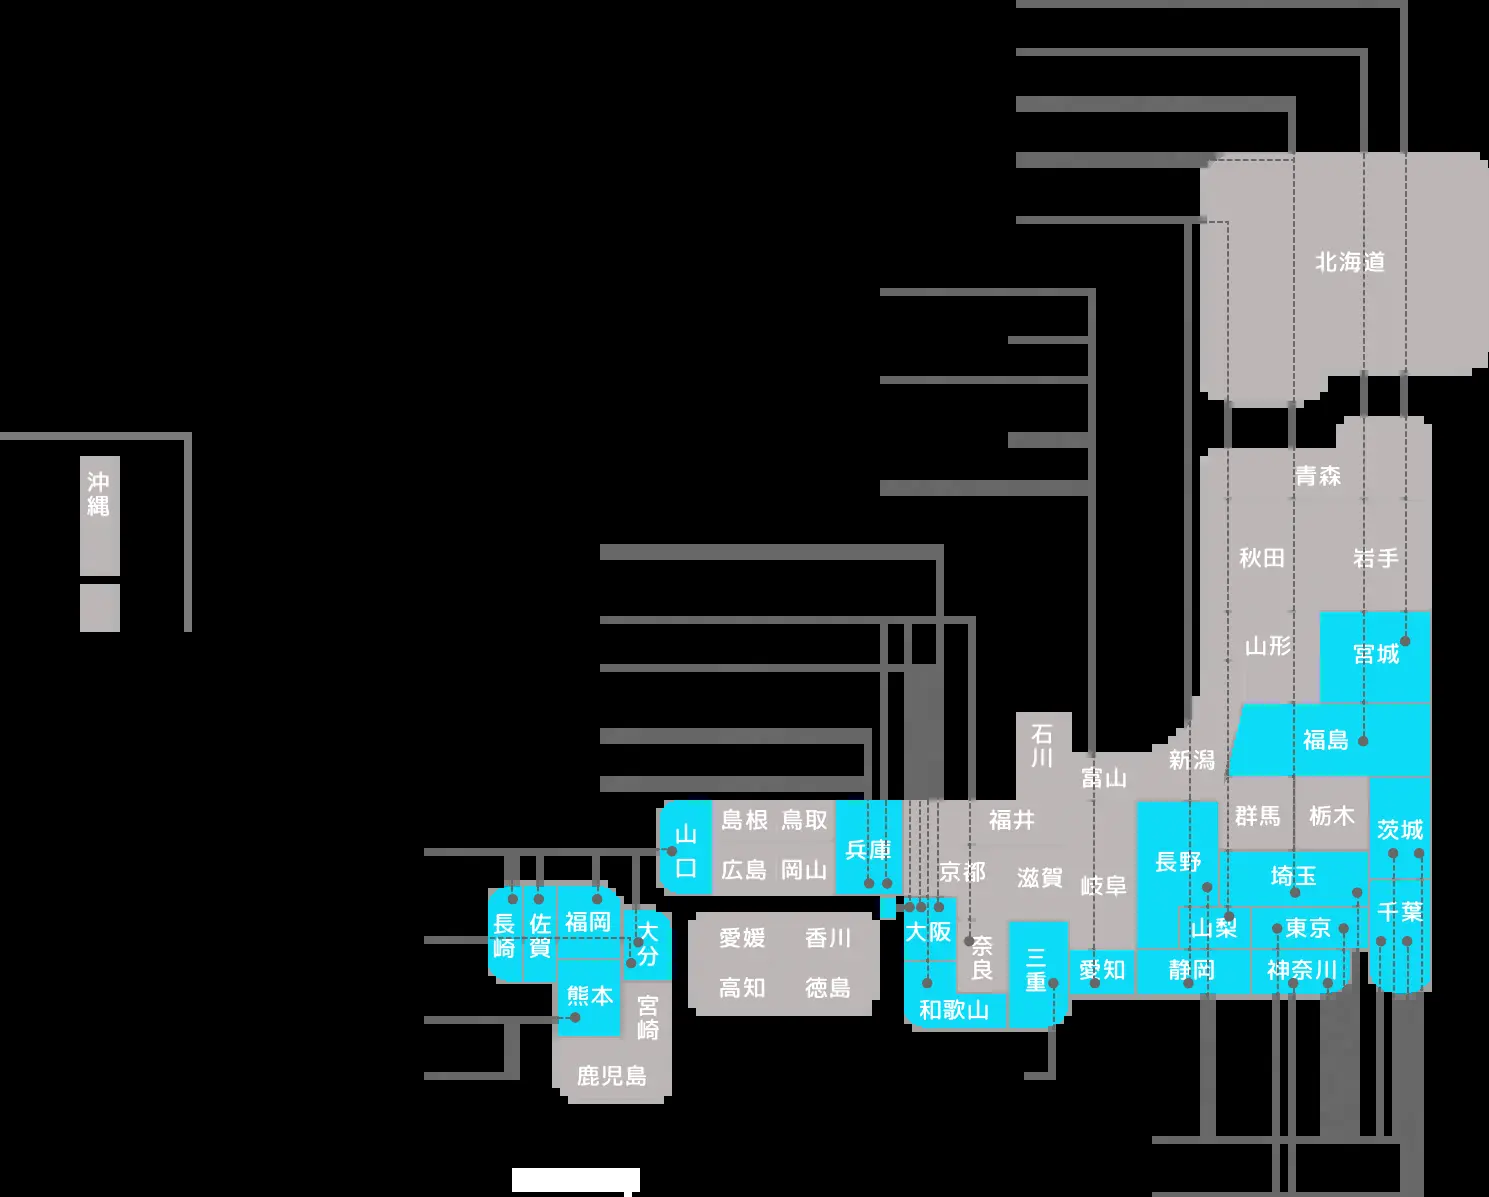 北海道
沖縄
青森
秋田
岩手
山形
宮城
福島
石川
新潟
富山
群馬
栃木
茨城
福井
島根
鳥取
山口
兵庫
広島
岡山
京都
滋賀
岐阜
長野
埼玉
千葉
長崎
佐賀
福岡
大分
愛媛
香川
大阪
奈良
三重
愛知
山梨
東京
静岡
神奈川
高知
徳島
和歌山
熊本
宮崎
鹿児島